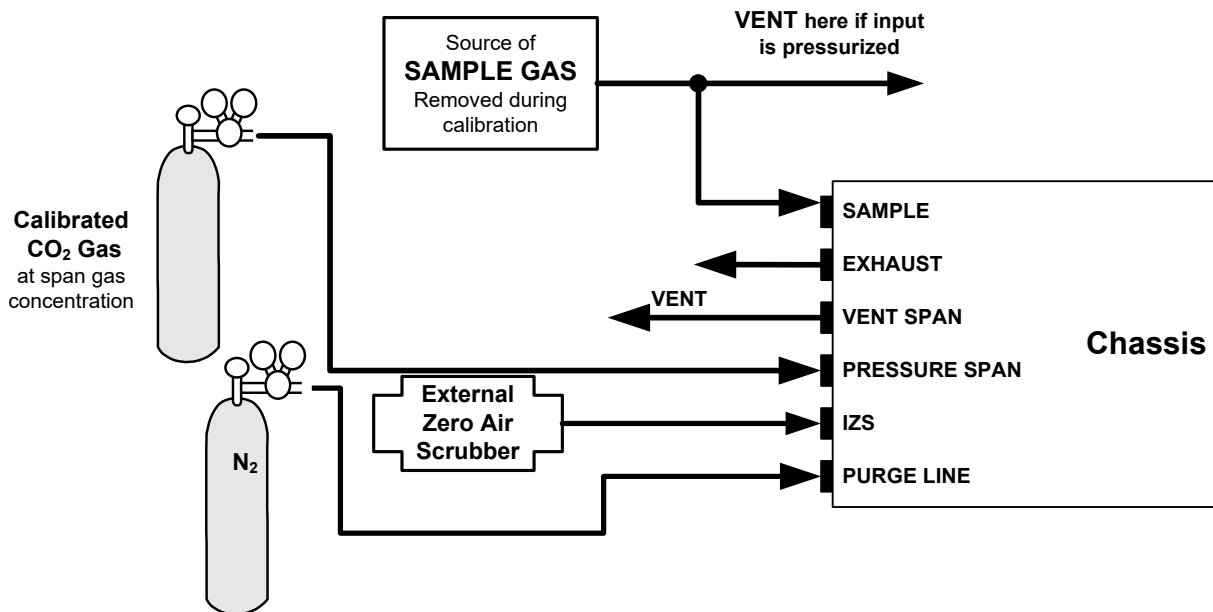 Source of
SAMPLE GAS
Removed during
calibration
VENT here if input
is pressurized
Calibrated
CO₂ Gas
at span gas
concentration
N₂
VENT
External
Zero Air
Scrubber
SAMPLE
EXHAUST
VENT SPAN
PRESSURE SPAN
IZS
PURGE LINE
Chassis